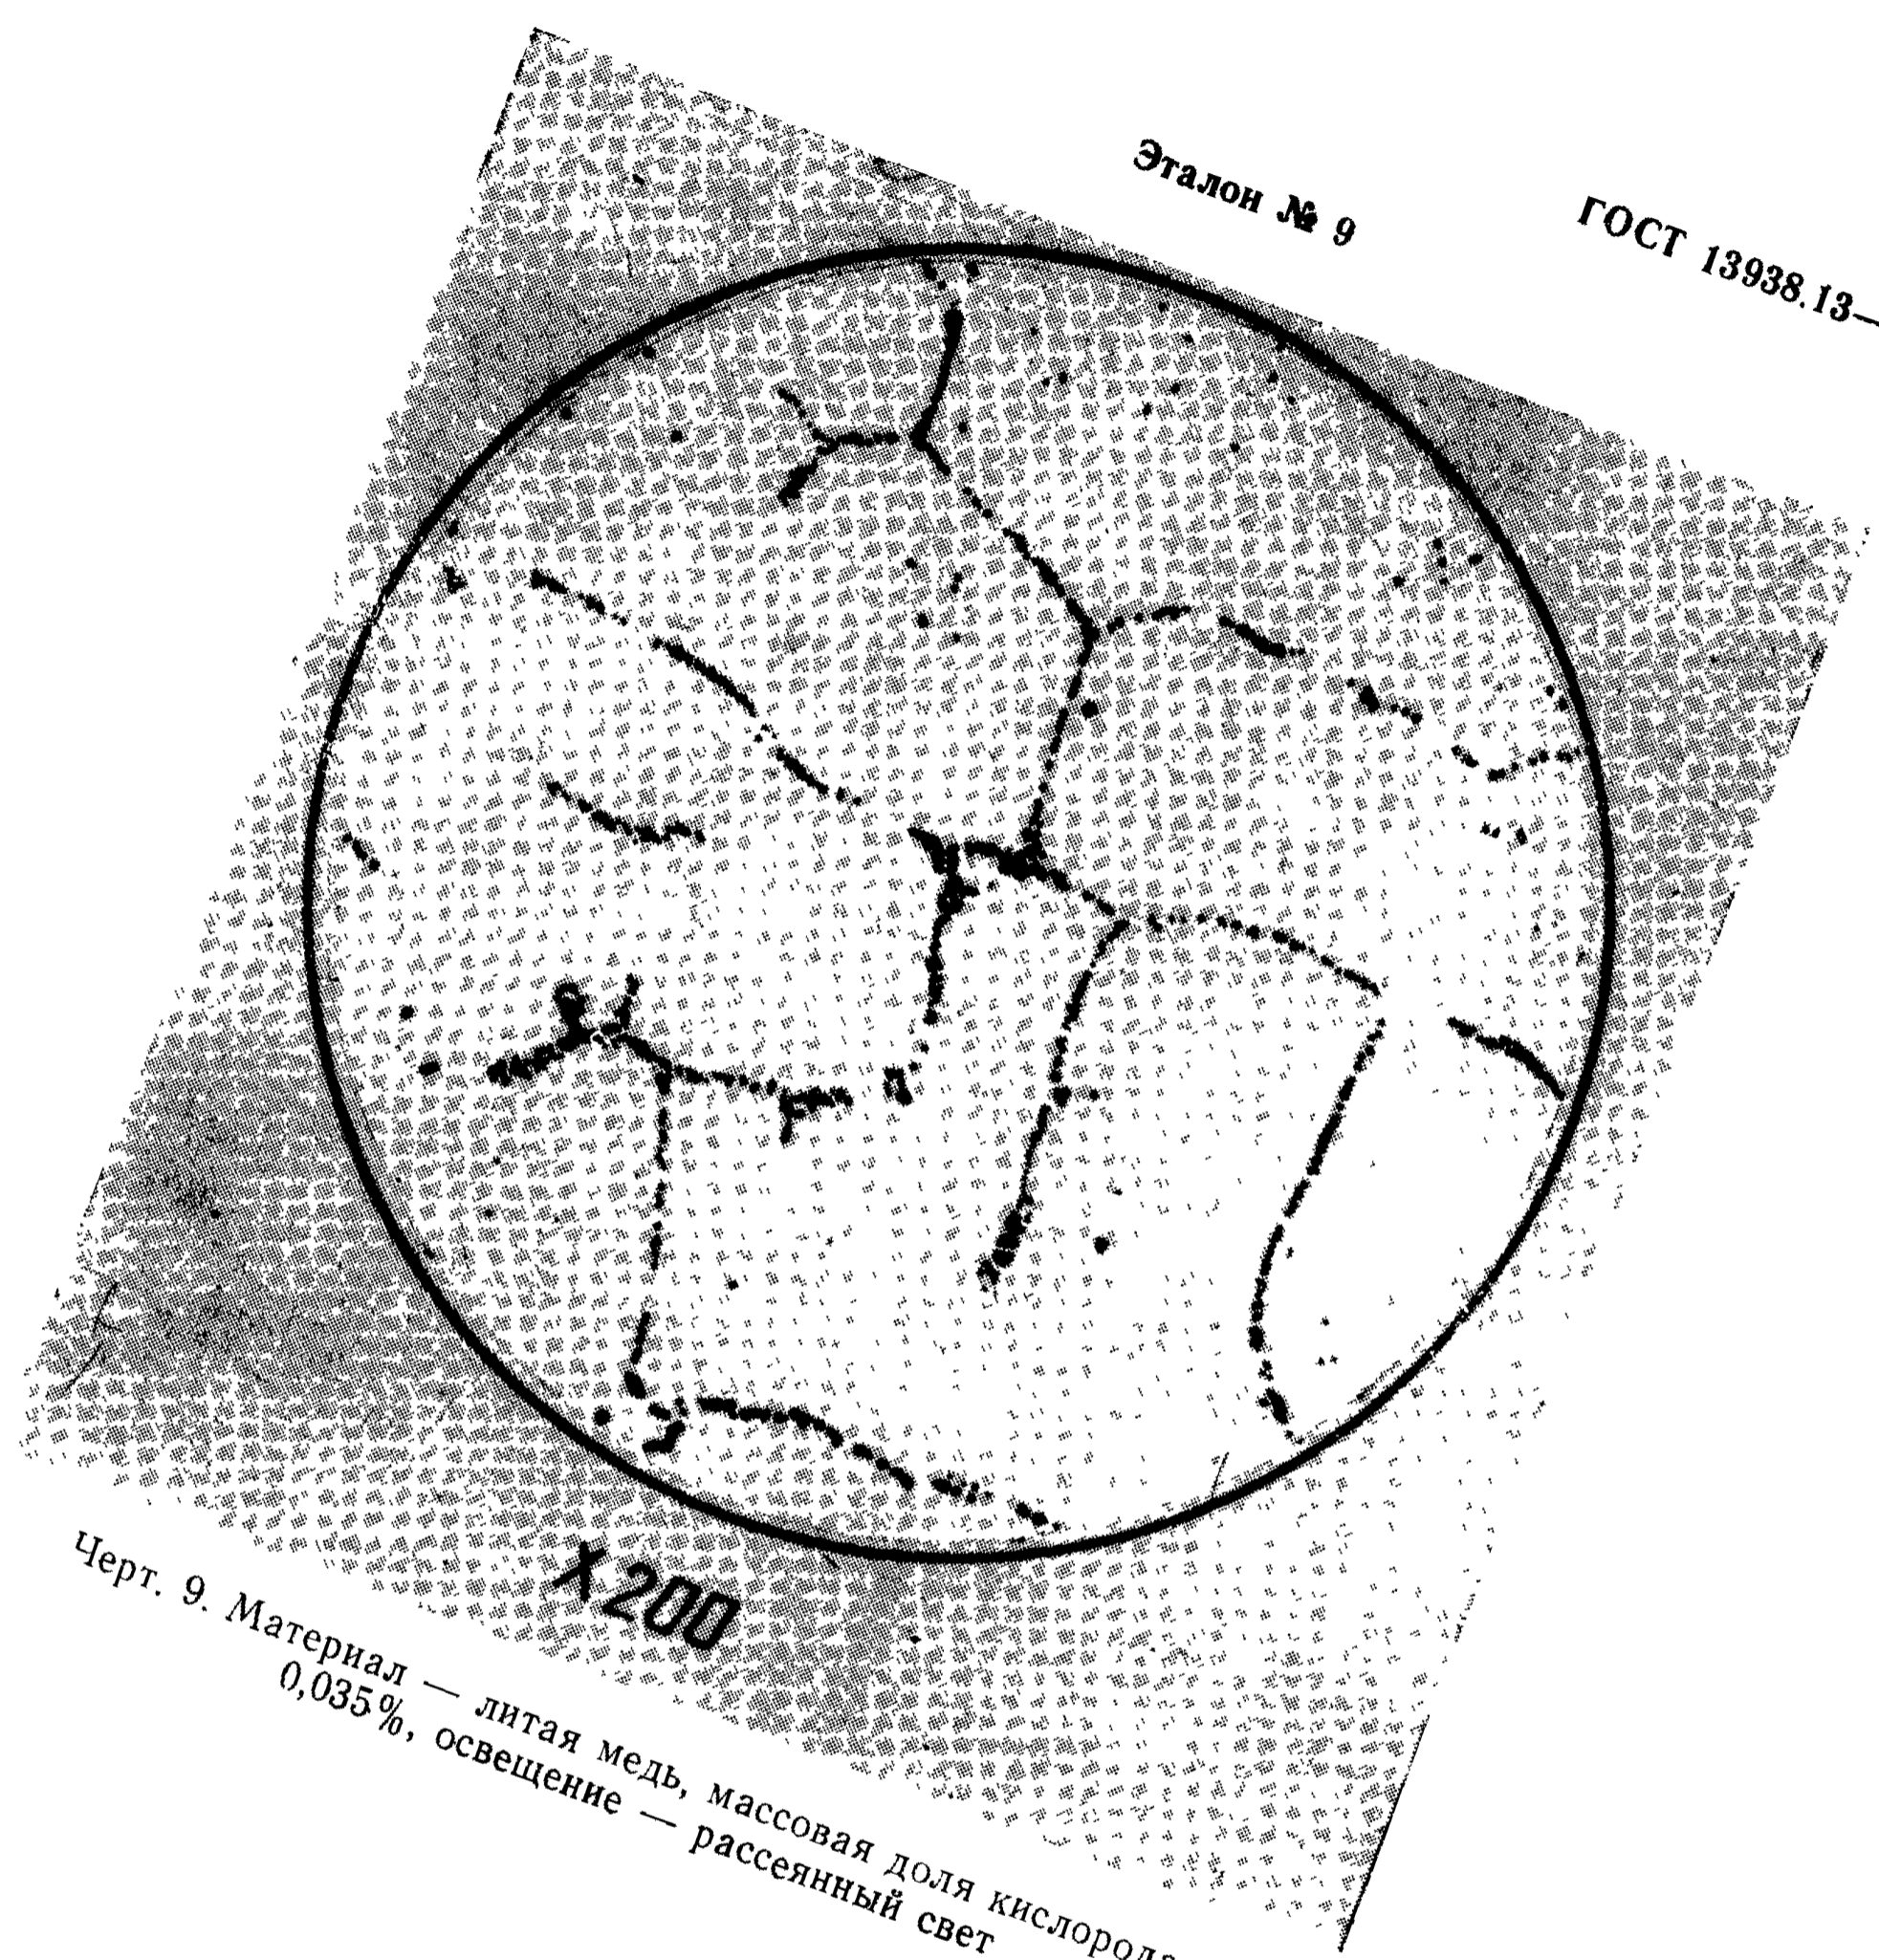 Эталон № 9
ГОСТ 13938.13—
×200
Черт. 9. Материал — литая медь, массовая доля кислорода
0,035%, освещение — рассеянный свет